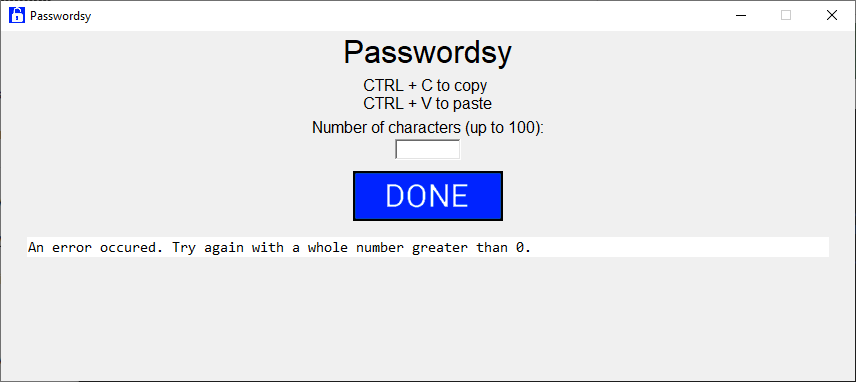 Passwordsy
Passwordsy
CTRL + C to copy
CTRL + V to paste
Number of characters (up to 100):
DONE
An error occured. Try again with a whole number greater than 0.